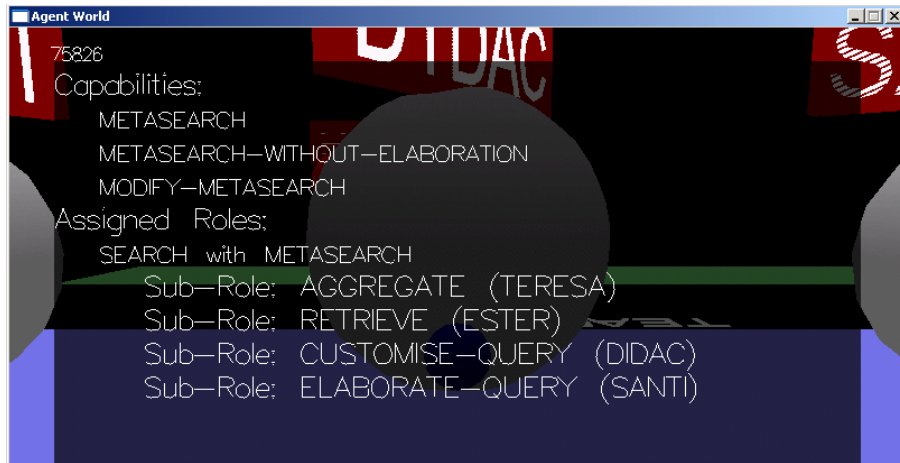 Agent World
DIDAC
75826
Capabilities:
METASEARCH
METASEARCH-WITHOUT-ELABORATION
MODIFY-METASEARCH
Assigned Roles:
SEARCH with METASEARCH
Sub-Role: AGGREGATE (TERESA)
Sub-Role: RETRIEVE (ESTER)
Sub-Role: CUSTOMISE-QUERY (DIDAC)
Sub-Role: ELABORATE-QUERY (SANTI)